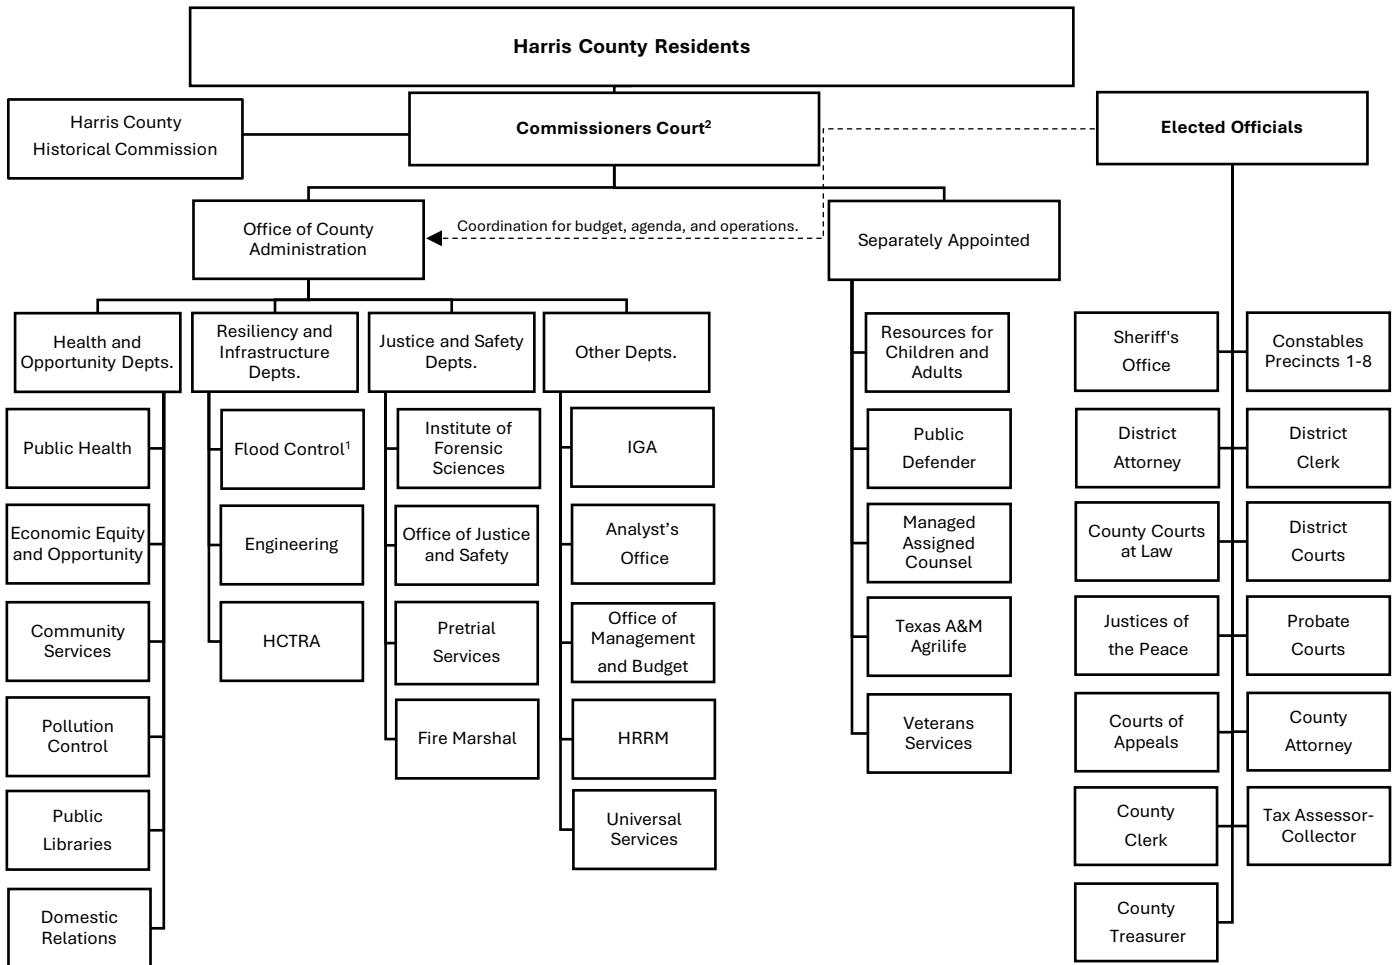 Harris County Residents
Harris County
Historical Commission
Commissioners Court²
Elected Officials
Office of County
Administration
Coordination for budget, agenda, and operations.
Separately Appointed
Health and
Opportunity Depts.
Resiliency and
Infrastructure
Depts.
Justice and Safety
Depts.
Other Depts.
Public Health
Economic Equity
and Opportunity
Community
Services
Pollution
Control
Public
Libraries
Domestic
Relations
Flood Control¹
Engineering
HCTRA
Institute of
Forensic
Sciences
Office of Justice
and Safety
Pretrial
Services
Fire Marshal
IGA
Analyst’s
Office
Office of
Management
and Budget
HRRM
Universal
Services
Resources for
Children and
Adults
Public
Defender
Managed
Assigned
Counsel
Texas A&M
Agrilife
Veterans
Services
Sheriff's
Office
Constables
Precincts 1-8
District
Attorney
District
Clerk
County Courts
at Law
District
Courts
Justices of
the Peace
Probate
Courts
Courts of
Appeals
County
Attorney
County
Clerk
Tax Assessor-
Collector
County
Treasurer